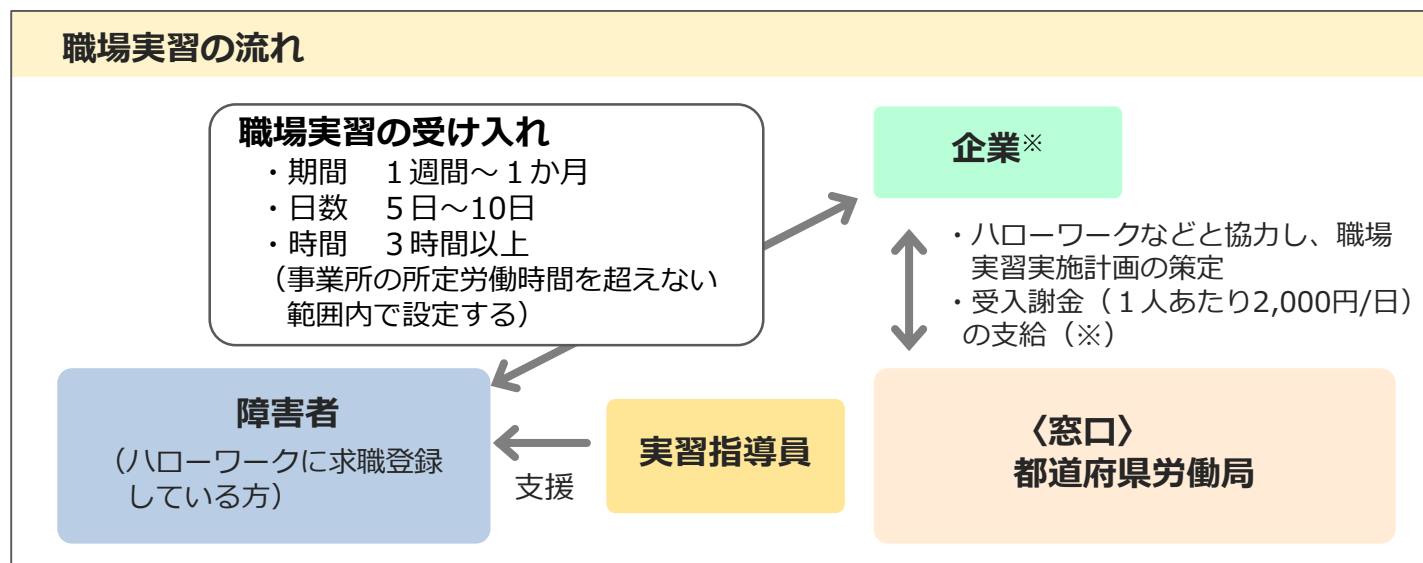 職場実習の流れ
職場実習の受け入れ
・期間　１週間～１か月
・日数　５日～10日
・時間　３時間以上
（事業所の所定労働時間を超えない
範囲内で設定する）
企業※
・ハローワークなどと協力し、職場
実習実施計画の策定
・受入謝金（１人あたり2,000円/日）
の支給（※）
障害者
（ハローワークに求職登録
している方）
支援
実習指導員
〈窓口〉
都道府県労働局